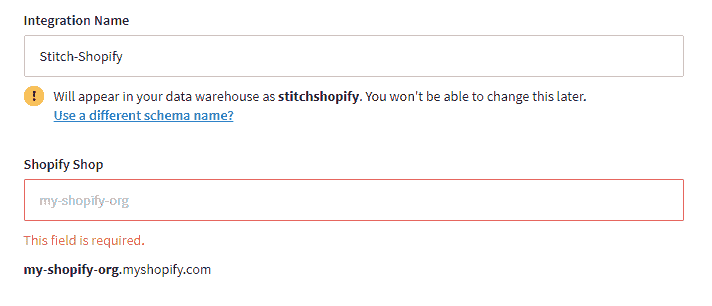 Integration Name
Stitch-Shopify
! Will appear in your data warehouse as stitchshopify. You won't be able to change this later.
Use a different schema name?
Shopify Shop
my-shopify-org
This field is required.
my-shopify-org.myshopify.com